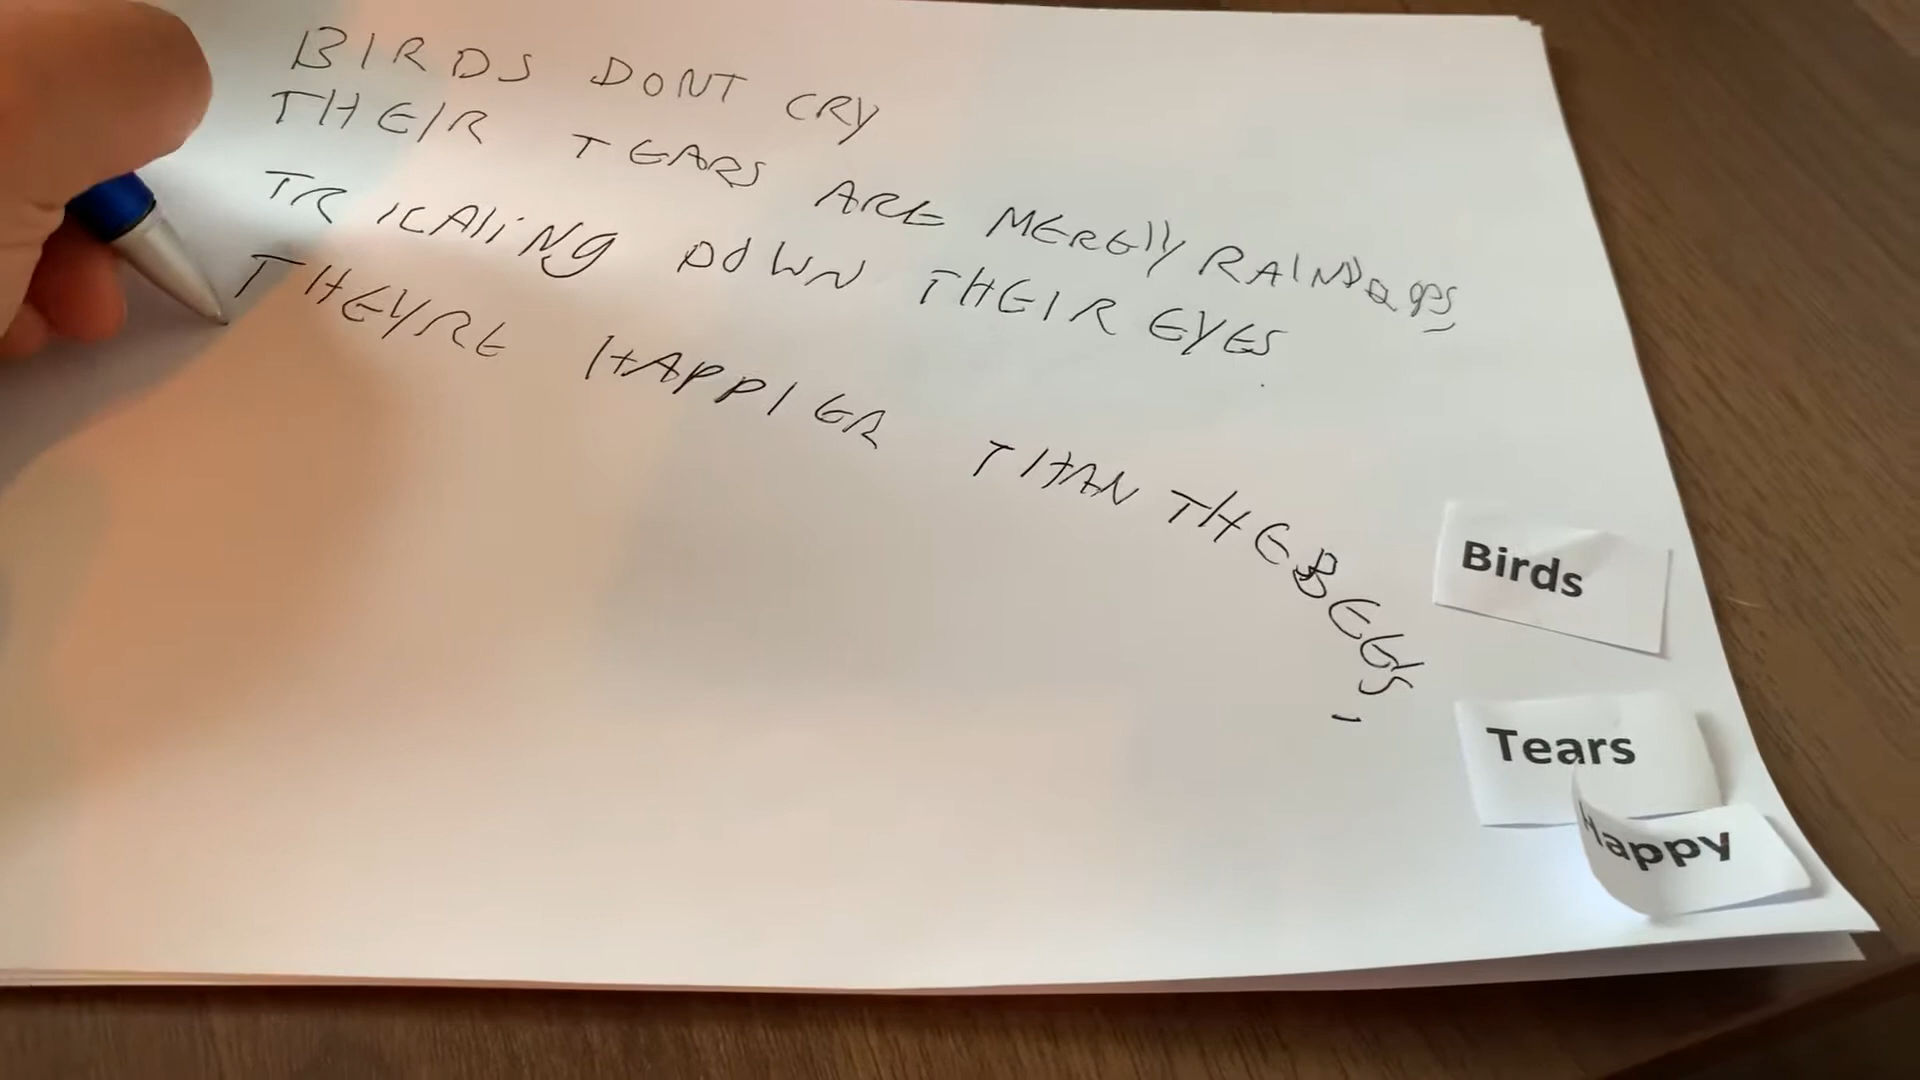 BIRDS DONT CRY
THEIR TEARS ARE MERElY RAINDROPS
TRICAliNg DOWN THEIR EYES.
THEYRE HAPPIER THAN THE BEES,
Birds
Tears
Happy